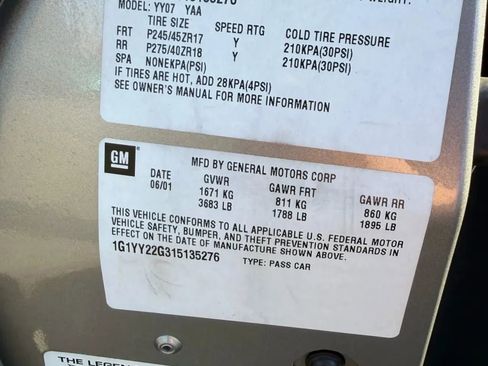 MODEL: YY07 YAA
TIRE SIZE SPEED RTG COLD TIRE PRESSURE
FRT P245/45ZR17 Y 210KPA(30PSI)
RR P275/40ZR18 Y 210KPA(30PSI)
SPA NONEKPA(PSI)
IF TIRES ARE HOT, ADD 28KPA(4PSI)
SEE OWNER'S MANUAL FOR MORE INFORMATION
GM
MFD BY GENERAL MOTORS CORP
DATE GVWR GAWR FRT GAWR RR
06/01 1671 KG 811 KG 860 KG
3683 LB 1788 LB 1895 LB
THIS VEHICLE CONFORMS TO ALL APPLICABLE U.S. FEDERAL MOTOR
VEHICLE SAFETY, BUMPER, AND THEFT PREVENTION STANDARDS IN
EFFECT ON THE DATE OF MANUFACTURE SHOWN ABOVE.
1G1YY22G315135276 TYPE: PASS CAR
THE LEGEN